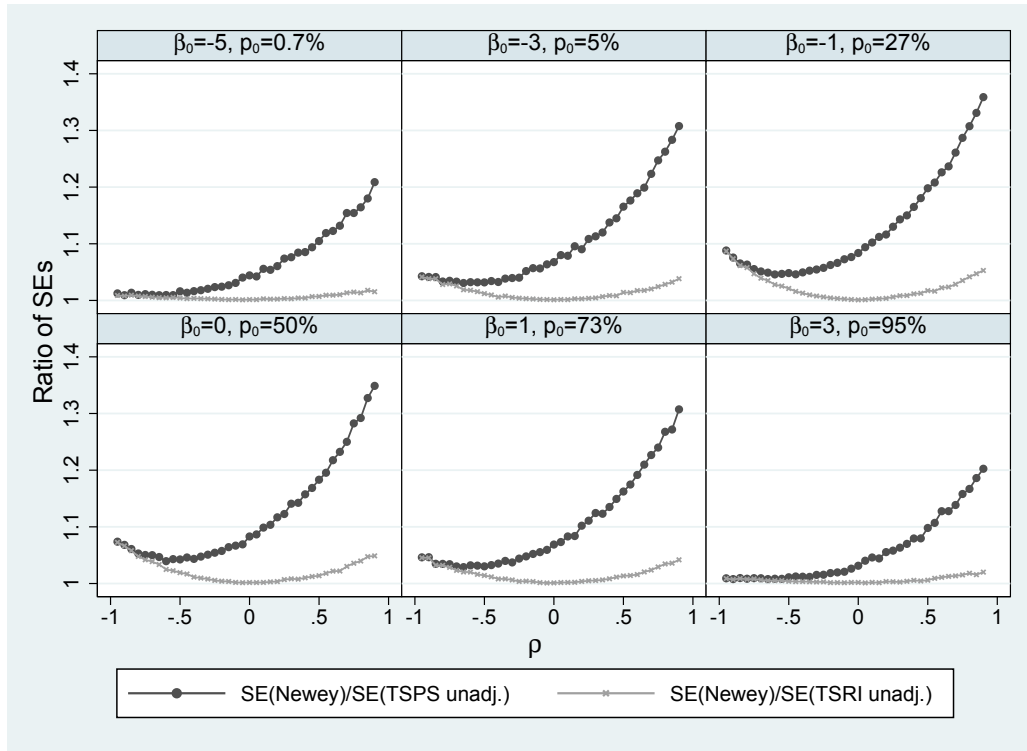 β₀=-5, p₀=0.7%
β₀=-3, p₀=5%
β₀=-1, p₀=27%
1.4
1.3
1.2
1.1
1
β₀=0, p₀=50%
β₀=1, p₀=73%
β₀=3, p₀=95%
1.4
1.3
1.2
1.1
1
Ratio of SEs
-1 -.5 0 .5 1
-1 -.5 0 .5 1
-1 -.5 0 .5 1
ρ
SE(Newey)/SE(TSPS unadj.)
SE(Newey)/SE(TSRI unadj.)